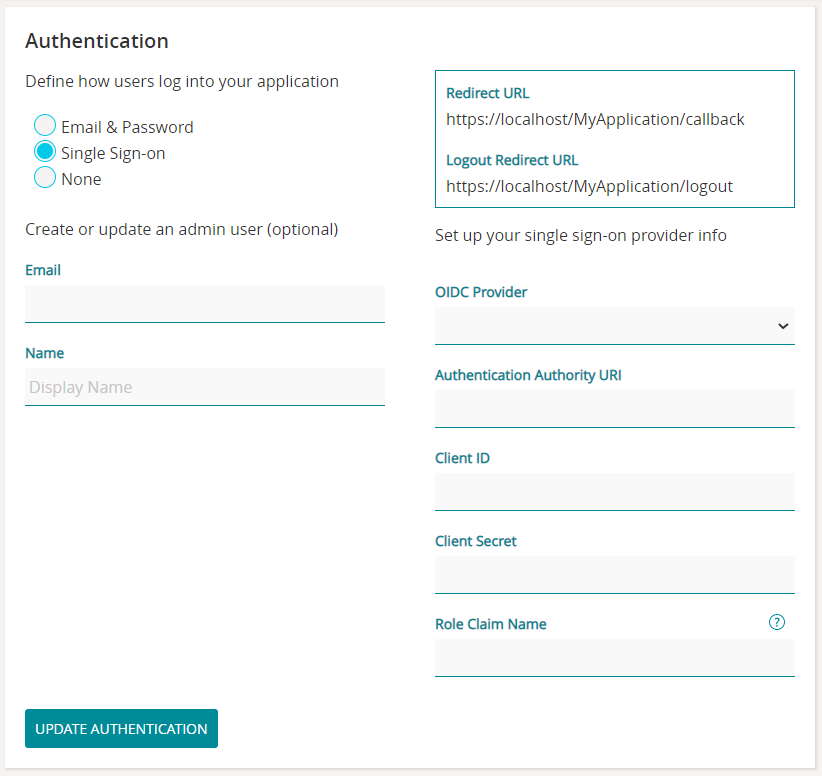 Authentication
Define how users log into your application
Email & Password
Single Sign-on
None
Create or update an admin user (optional)
Email
Name
Display Name
Redirect URL
https://localhost/MyApplication/callback
Logout Redirect URL
https://localhost/MyApplication/logout
Set up your single sign-on provider info
OIDC Provider
Authentication Authority URI
Client ID
Client Secret
Role Claim Name
?
UPDATE AUTHENTICATION